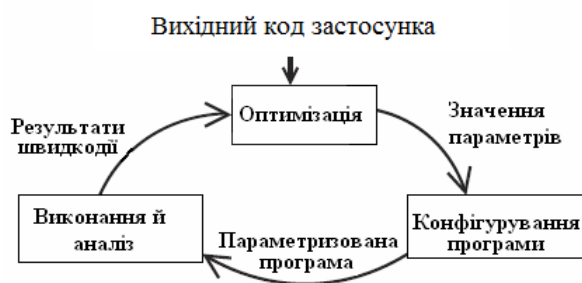 Вихідний код застосунка
Оптимізація
Значення
параметрів
Результати
швидкодії
Виконання й
аналіз
Параметризована
програма
Конфігурування
програми